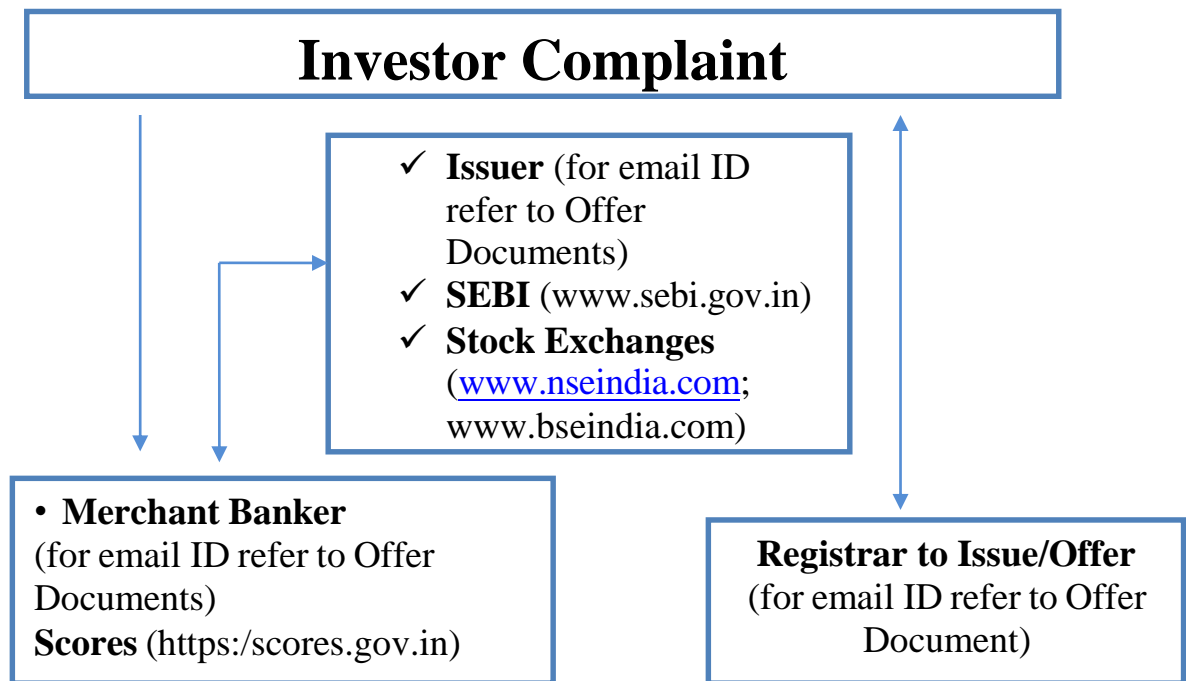 Investor Complaint
✓ Issuer (for email ID
refer to Offer
Documents)
✓ SEBI (www.sebi.gov.in)
✓ Stock Exchanges
(www.nseindia.com;
www.bseindia.com)
• Merchant Banker
(for email ID refer to Offer
Documents)
Scores (https:/scores.gov.in)
Registrar to Issue/Offer
(for email ID refer to Offer
Document)